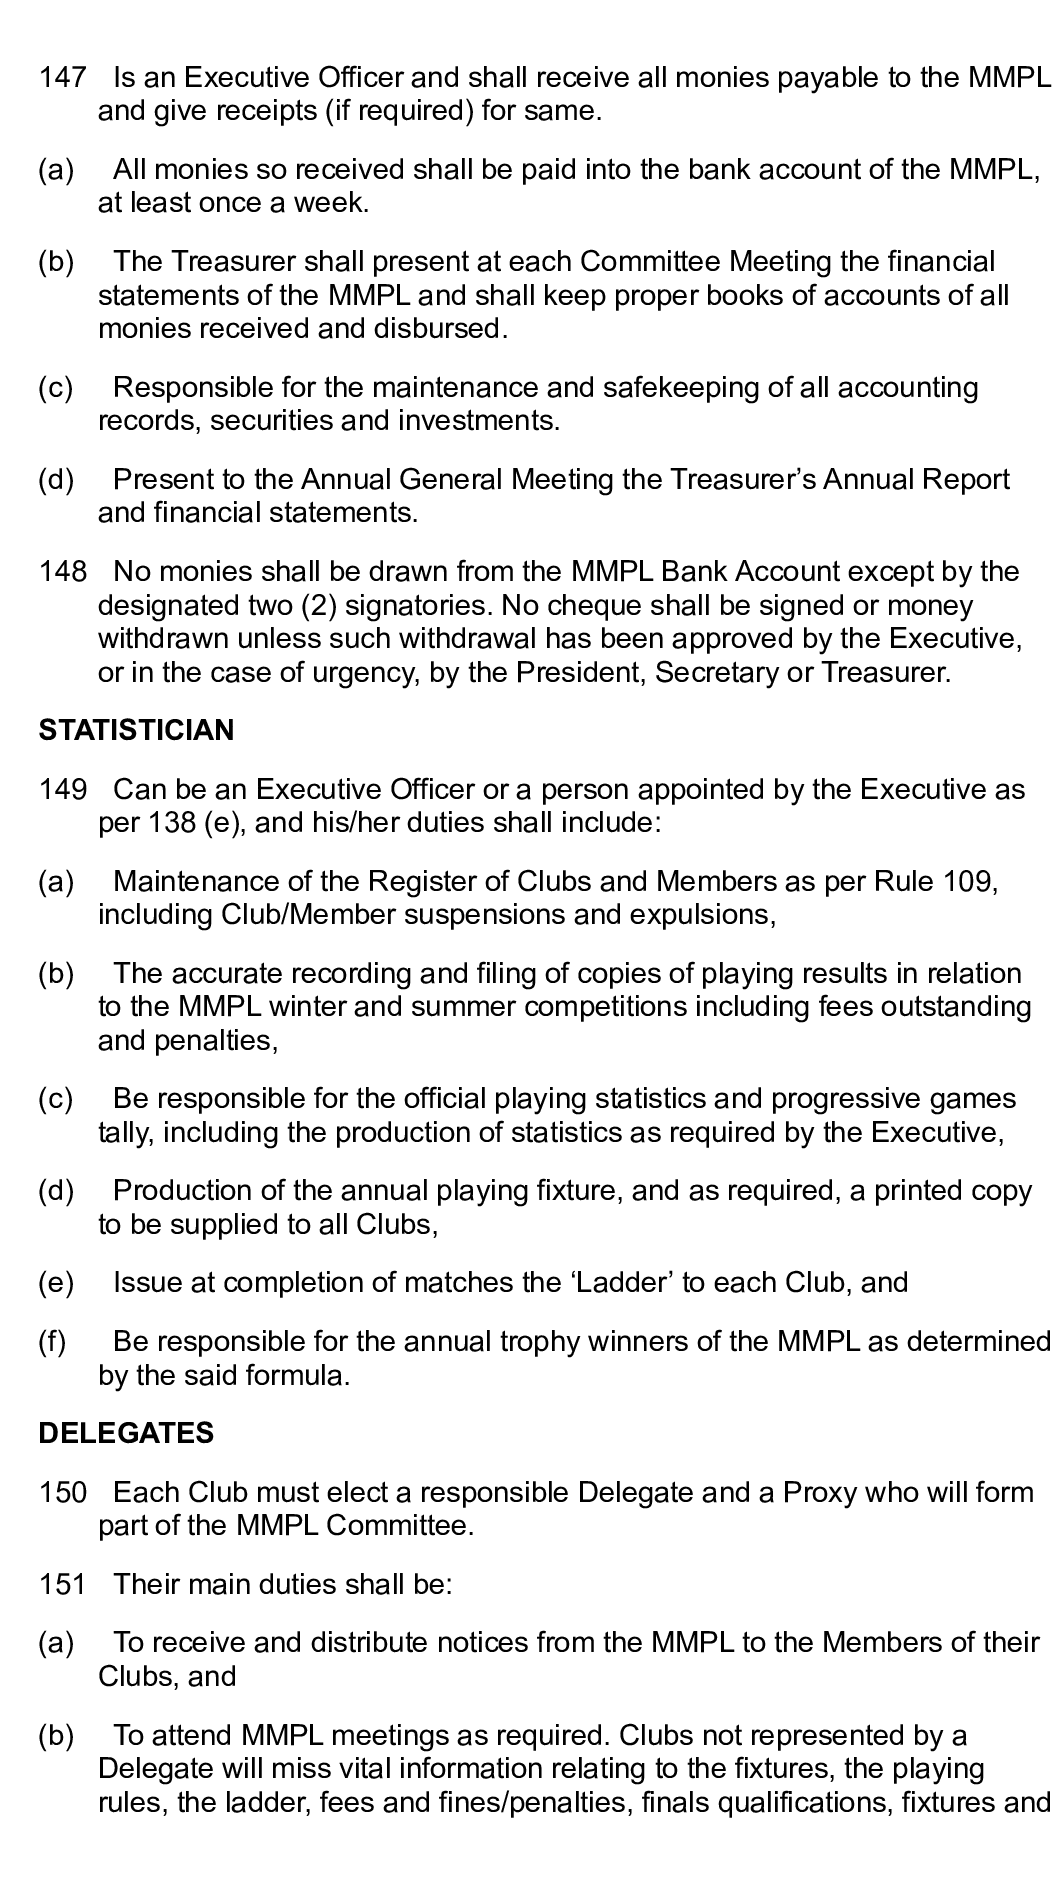 147 Is an Executive Officer and shall receive all monies payable to the MMPL
and give receipts (if required) for same.
(a) All monies so received shall be paid into the bank account of the MMPL,
at least once a week.
(b) The Treasurer shall present at each Committee Meeting the financial
statements of the MMPL and shall keep proper books of accounts of all
monies received and disbursed.
(c) Responsible for the maintenance and safekeeping of all accounting
records, securities and investments.
(d) Present to the Annual General Meeting the Treasurer’s Annual Report
and financial statements.
148 No monies shall be drawn from the MMPL Bank Account except by the
designated two (2) signatories. No cheque shall be signed or money
withdrawn unless such withdrawal has been approved by the Executive,
or in the case of urgency, by the President, Secretary or Treasurer.
STATISTICIAN
149 Can be an Executive Officer or a person appointed by the Executive as
per 138 (e), and his/her duties shall include:
(a) Maintenance of the Register of Clubs and Members as per Rule 109,
including Club/Member suspensions and expulsions,
(b) The accurate recording and filing of copies of playing results in relation
to the MMPL winter and summer competitions including fees outstanding
and penalties,
(c) Be responsible for the official playing statistics and progressive games
tally, including the production of statistics as required by the Executive,
(d) Production of the annual playing fixture, and as required, a printed copy
to be supplied to all Clubs,
(e) Issue at completion of matches the ‘Ladder’ to each Club, and
(f) Be responsible for the annual trophy winners of the MMPL as determined
by the said formula.
DELEGATES
150 Each Club must elect a responsible Delegate and a Proxy who will form
part of the MMPL Committee.
151 Their main duties shall be:
(a) To receive and distribute notices from the MMPL to the Members of their
Clubs, and
(b) To attend MMPL meetings as required. Clubs not represented by a
Delegate will miss vital information relating to the fixtures, the playing
rules, the ladder, fees and fines/penalties, finals qualifications, fixtures and